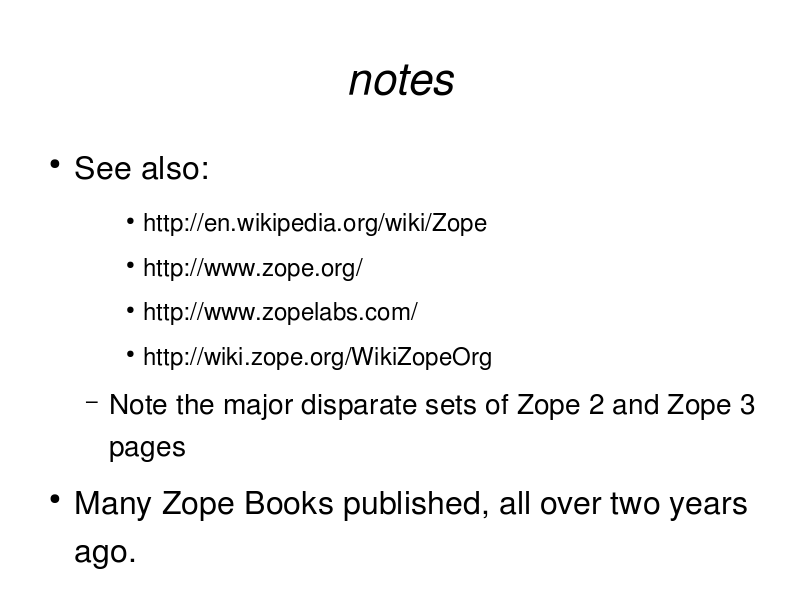 notes
• See also:
• http://en.wikipedia.org/wiki/Zope
• http://www.zope.org/
• http://www.zopelabs.com/
• http://wiki.zope.org/WikiZopeOrg
– Note the major disparate sets of Zope 2 and Zope 3
pages
• Many Zope Books published, all over two years
ago.